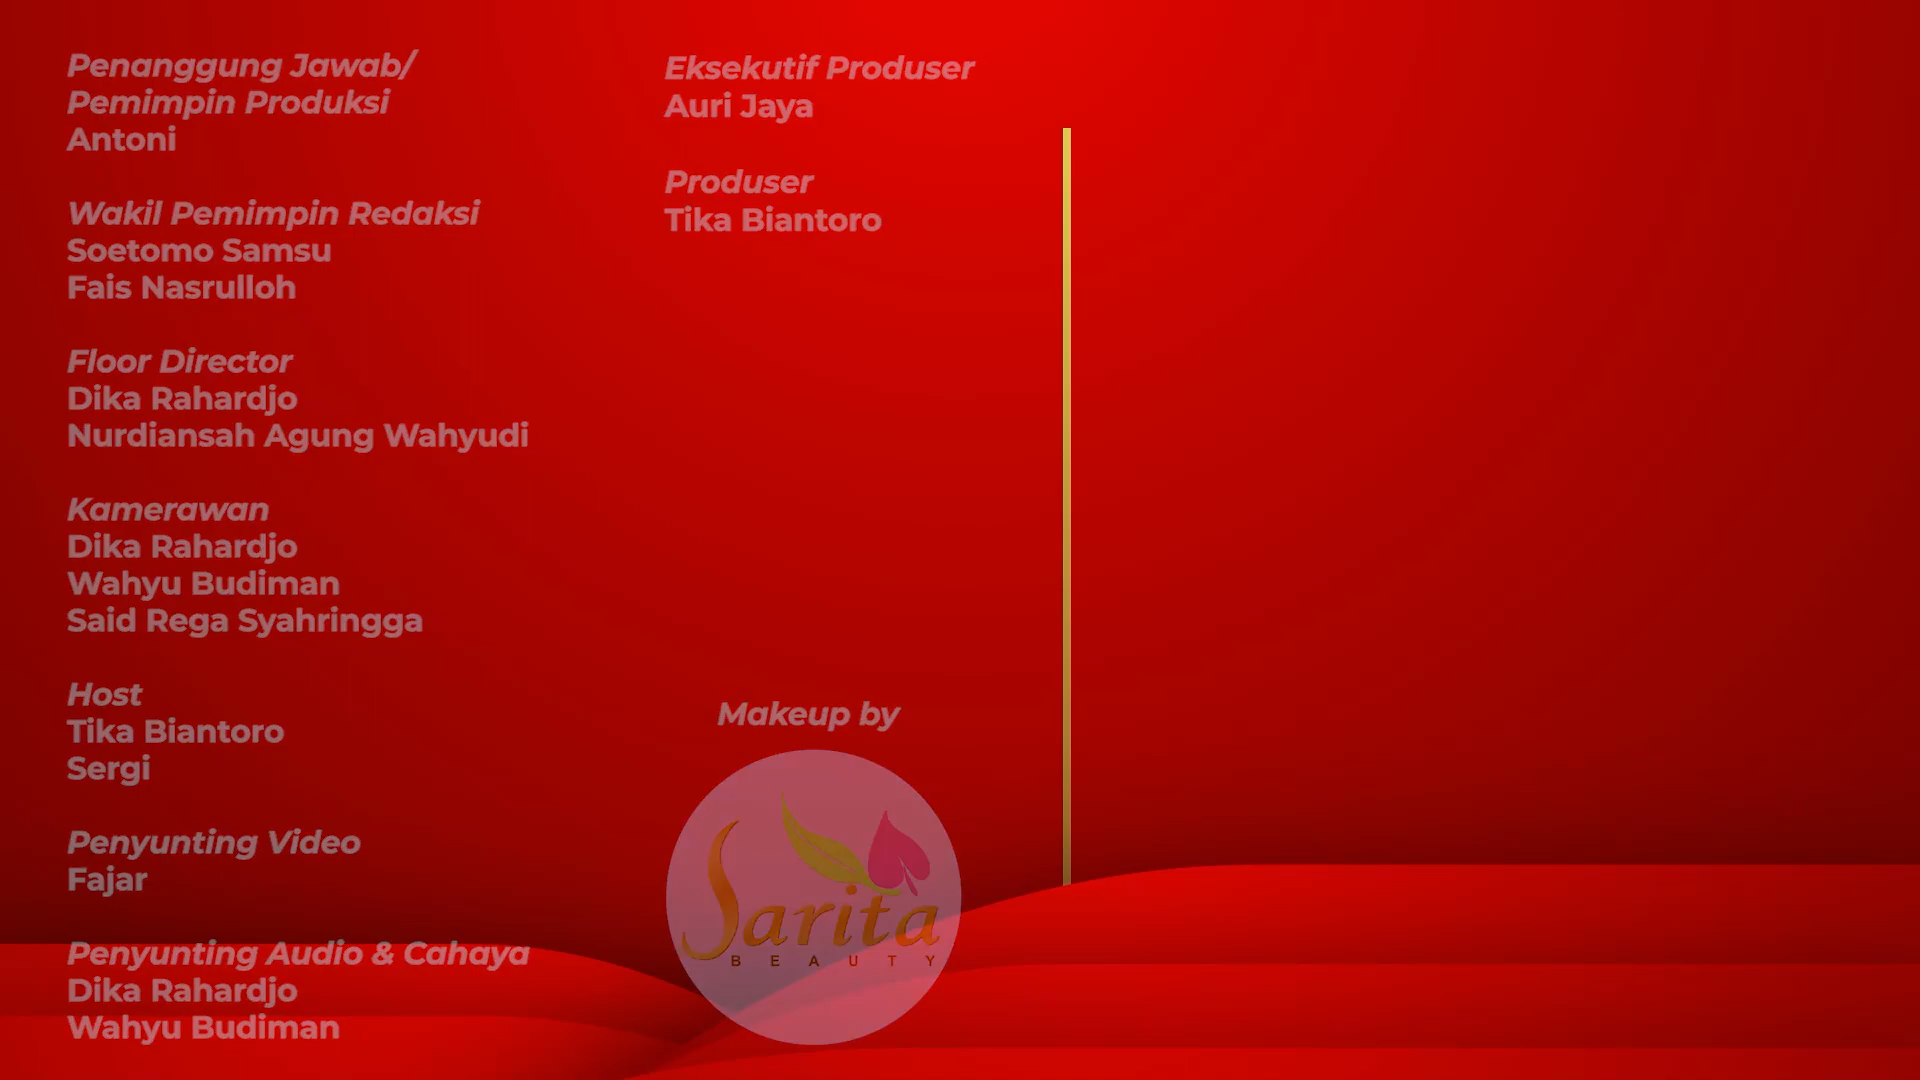 Penanggung Jawab/
Pemimpin Produksi
Antoni
Wakil Pemimpin Redaksi
Soetomo Samsu
Fais Nasrulloh
Floor Director
Dika Rahardjo
Nurdiansah Agung Wahyudi
Kamerawan
Dika Rahardjo
Wahyu Budiman
Said Rega Syahringga
Host
Tika Biantoro
Sergi
Penyunting Video
Fajar
Penyunting Audio & Cahaya
Dika Rahardjo
Wahyu Budiman
Eksekutif Produser
Auri Jaya
Produser
Tika Biantoro
Makeup by
Sarita
BEAUTY